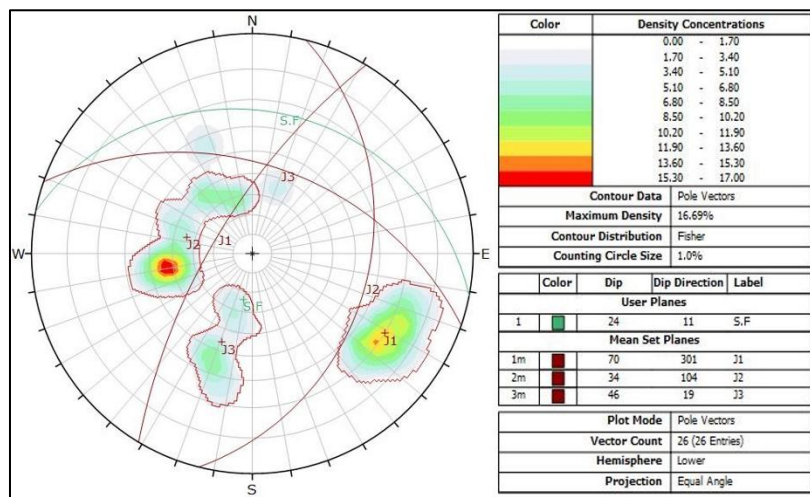 N
S.F
J3
J1
J2
W
E
J2
S.F
J3
J1
S
Color Density Concentrations
0.00 - 1.70
1.70 - 3.40
3.40 - 5.10
5.10 - 6.80
6.80 - 8.50
8.50 - 10.20
10.20 - 11.90
11.90 - 13.60
13.60 - 15.30
15.30 - 17.00
Contour Data Pole Vectors
Maximum Density 16.69%
Contour Distribution Fisher
Counting Circle Size 1.0%
Color Dip Dip Direction Label
User Planes
1 24 11 S.F
Mean Set Planes
1m 70 301 J1
2m 34 104 J2
3m 46 19 J3
Plot Mode Pole Vectors
Vector Count 26 (26 Entries)
Hemisphere Lower
Projection Equal Angle